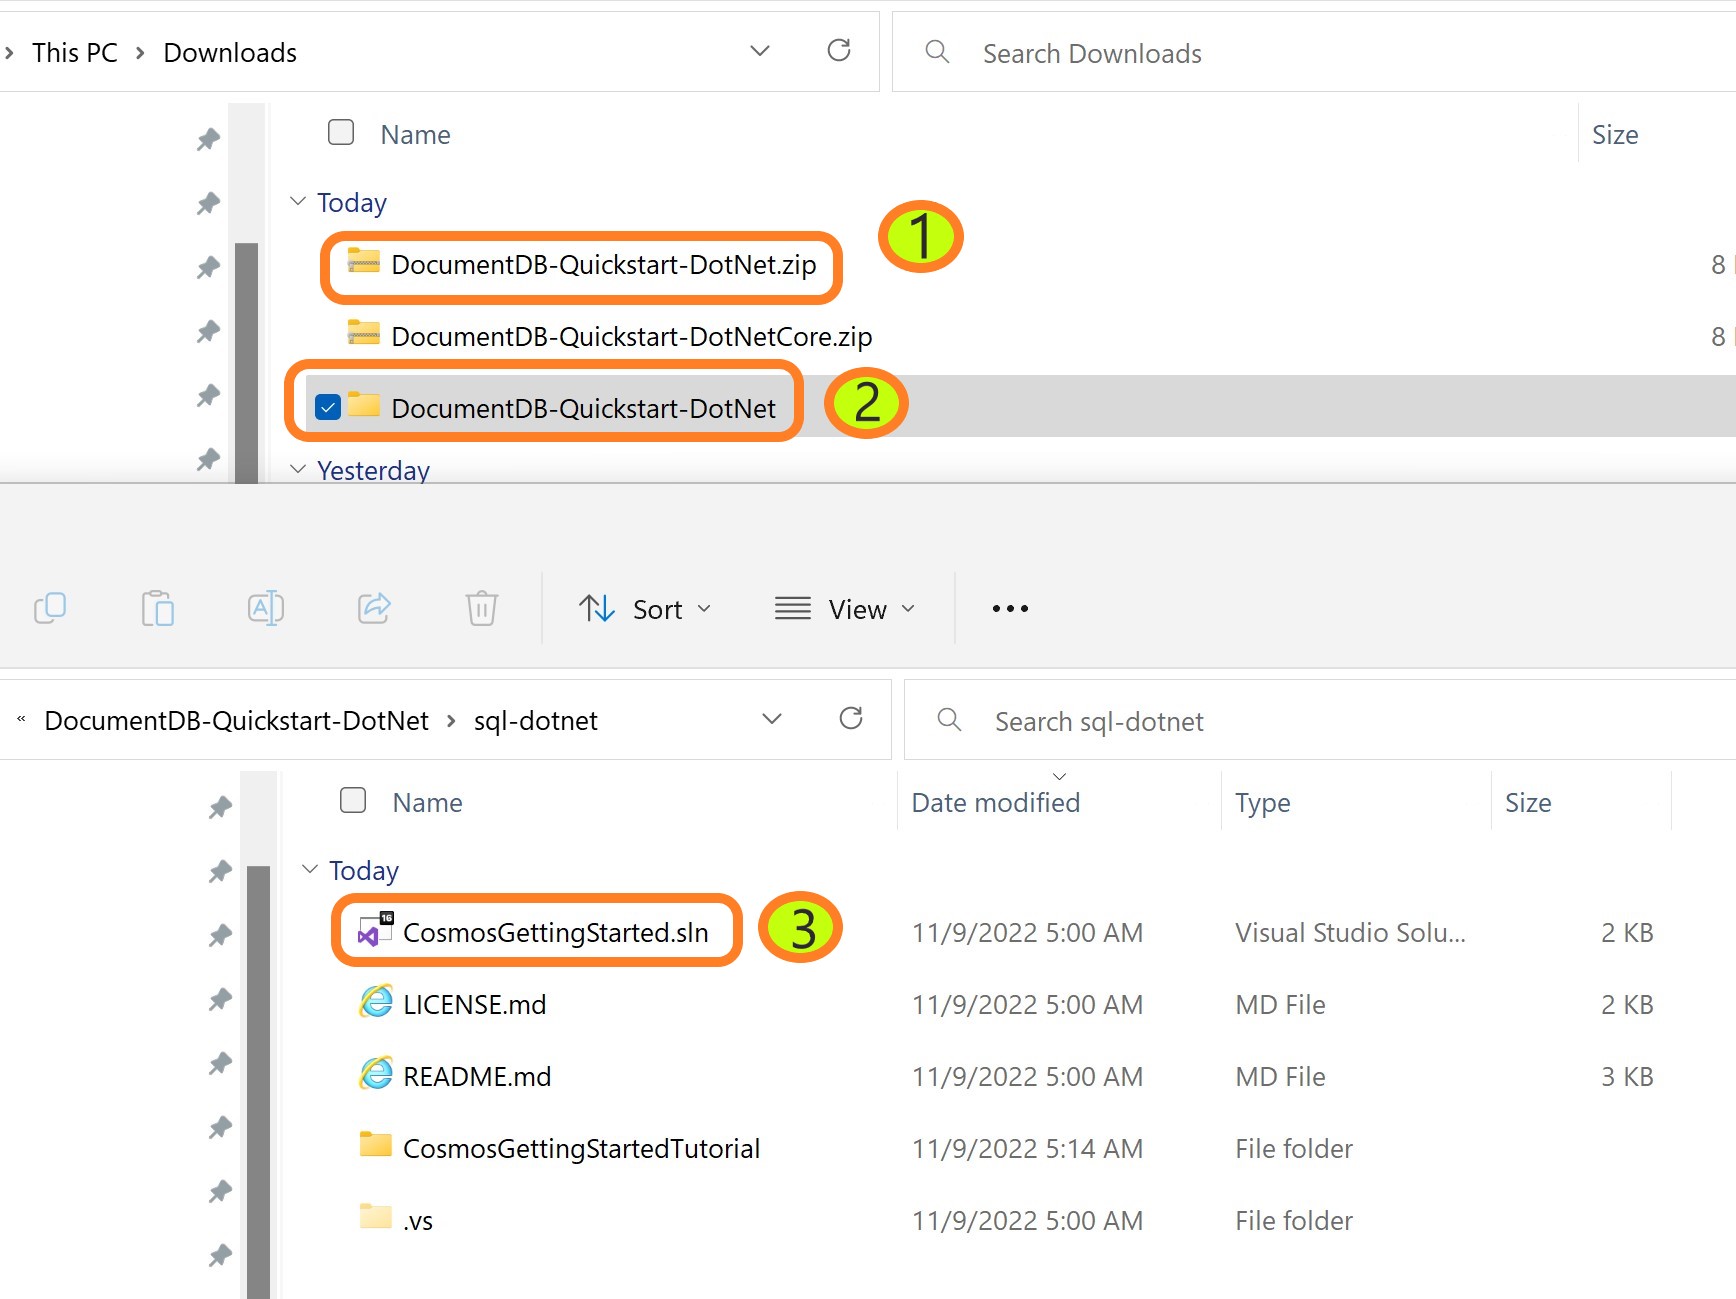 This PC > Downloads
Search Downloads
Name Size
Today
DocumentDB-Quickstart-DotNet.zip 1 8
DocumentDB-Quickstart-DotNetCore.zip 8
DocumentDB-Quickstart-DotNet 2
Yesterday
Sort View
« DocumentDB-Quickstart-DotNet > sql-dotnet
Search sql-dotnet
Name Date modified Type Size
Today
16
CosmosGettingStarted.sln 3 11/9/2022 5:00 AM Visual Studio Solu... 2 KB
LICENSE.md 11/9/2022 5:00 AM MD File 2 KB
README.md 11/9/2022 5:00 AM MD File 3 KB
CosmosGettingStartedTutorial 11/9/2022 5:14 AM File folder
.vs 11/9/2022 5:00 AM File folder